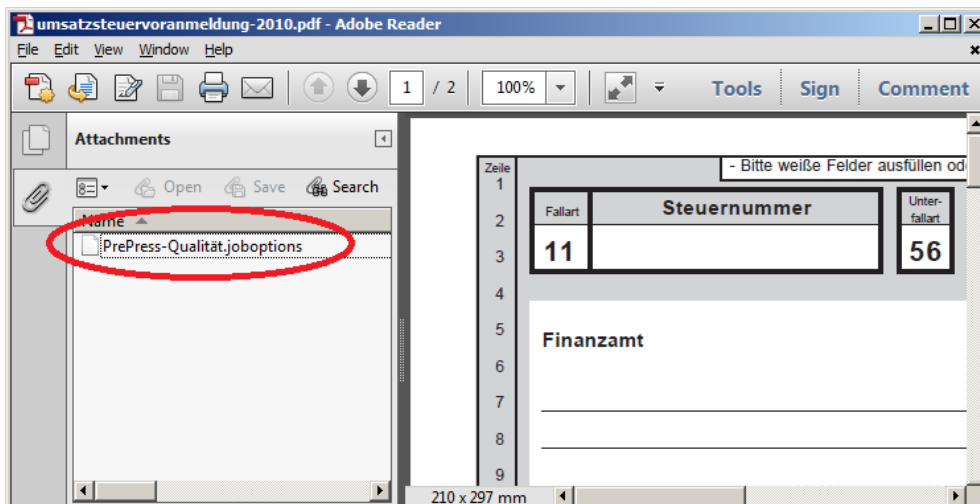 umsatzsteuervoranmeldung-2010.pdf - Adobe Reader
File Edit View Window Help
1 / 2 100% Tools Sign Comment
Attachments
Open Save Search
Name
PrePress-Qualität.joboptions
- Bitte weiße Felder ausfüllen od
Zeile
1
2
3
4
5
6
7
8
9
Fallart
11
Steuernummer
Unter-
fallart
56
Finanzamt
210 x 297 mm